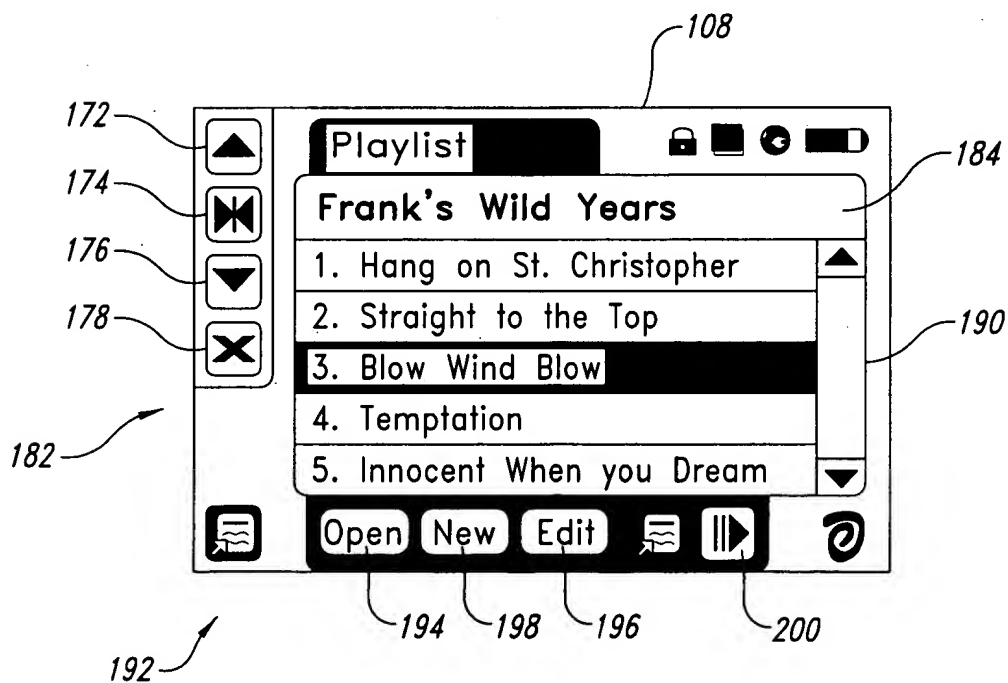 108
172
174
176
178
182
Playlist
184
Frank's Wild Years
1. Hang on St. Christopher
2. Straight to the Top
3. Blow Wind Blow
4. Temptation
5. Innocent When you Dream
190
Open New Edit
194 198 196 200
192